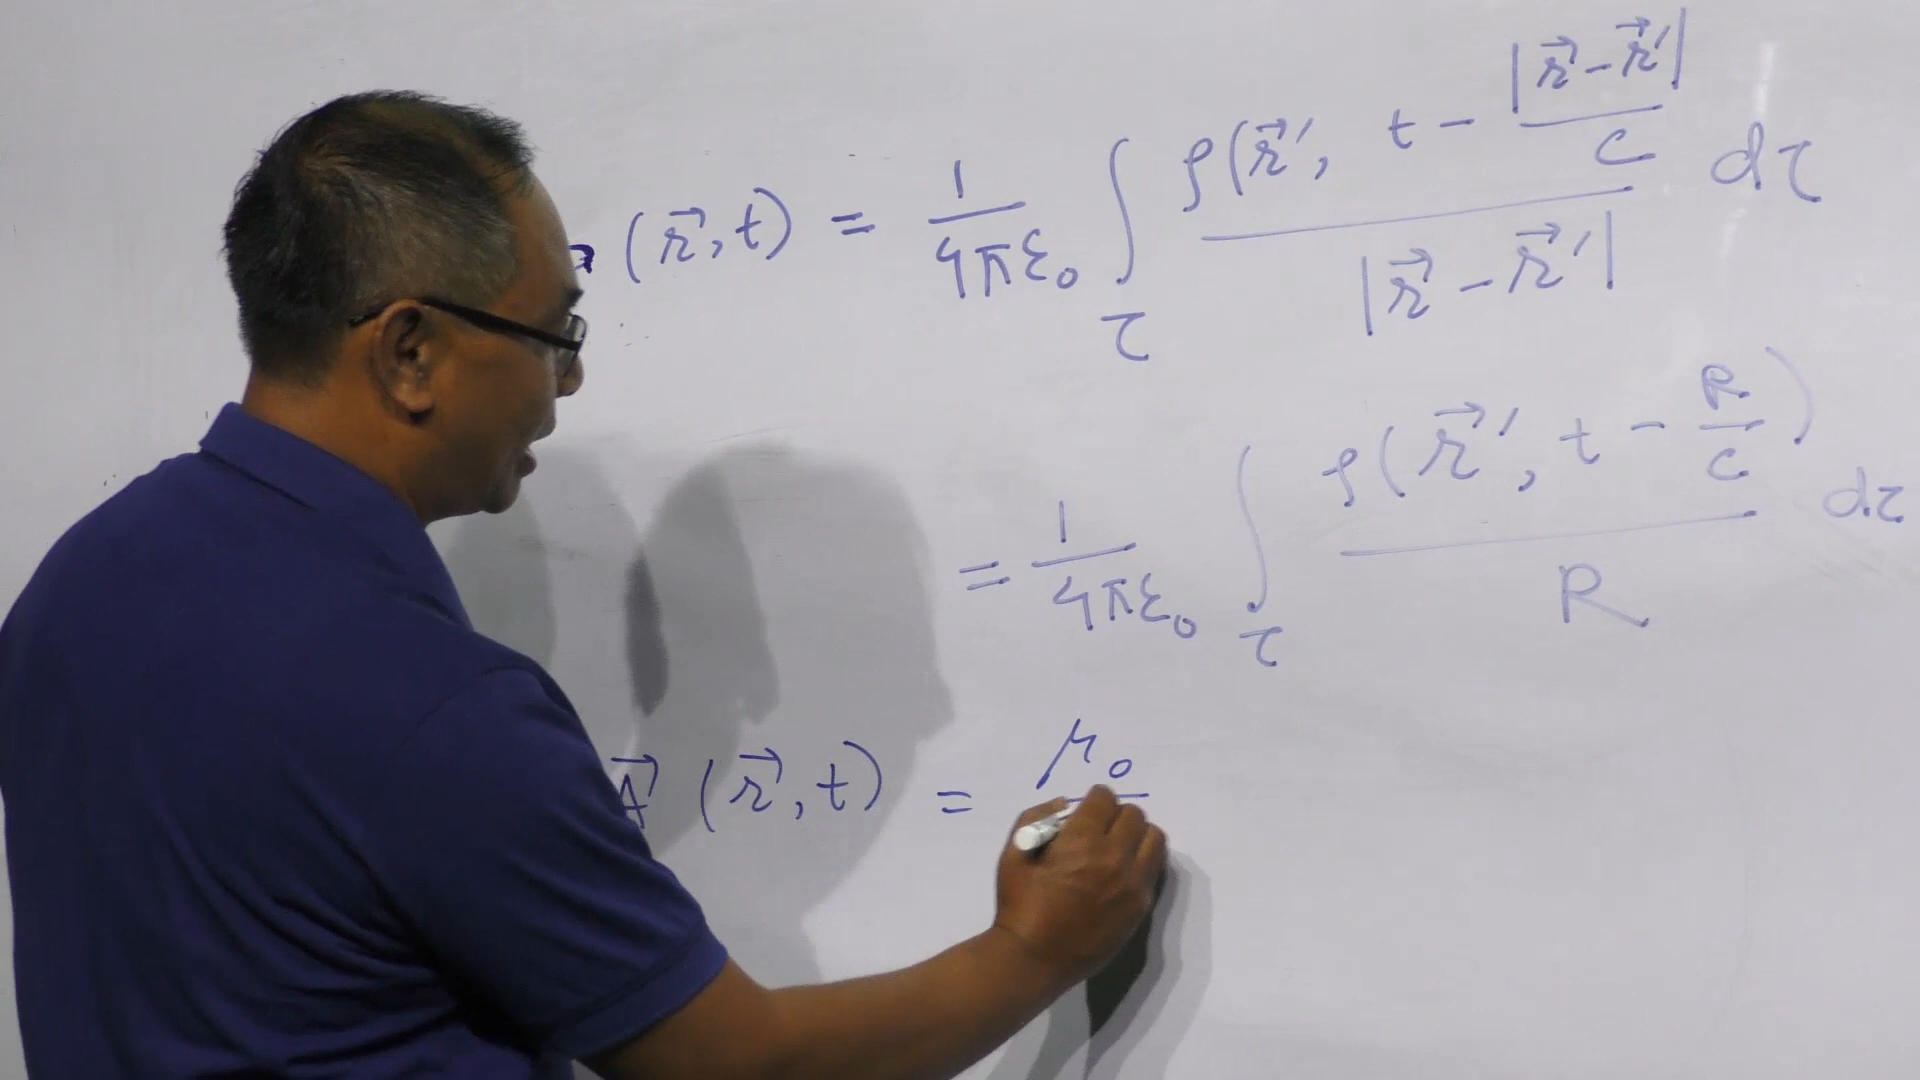 (r⃗, t) = 1/4πε₀ ∫_τ ρ(r⃗′, t - |r⃗ - r⃗′|/c / |r⃗ - r⃗′| dτ
= 1/4πε₀ ∫_τ ρ(r⃗′, t - R/c) / R dτ
A⃗ (r⃗, t) = μ₀